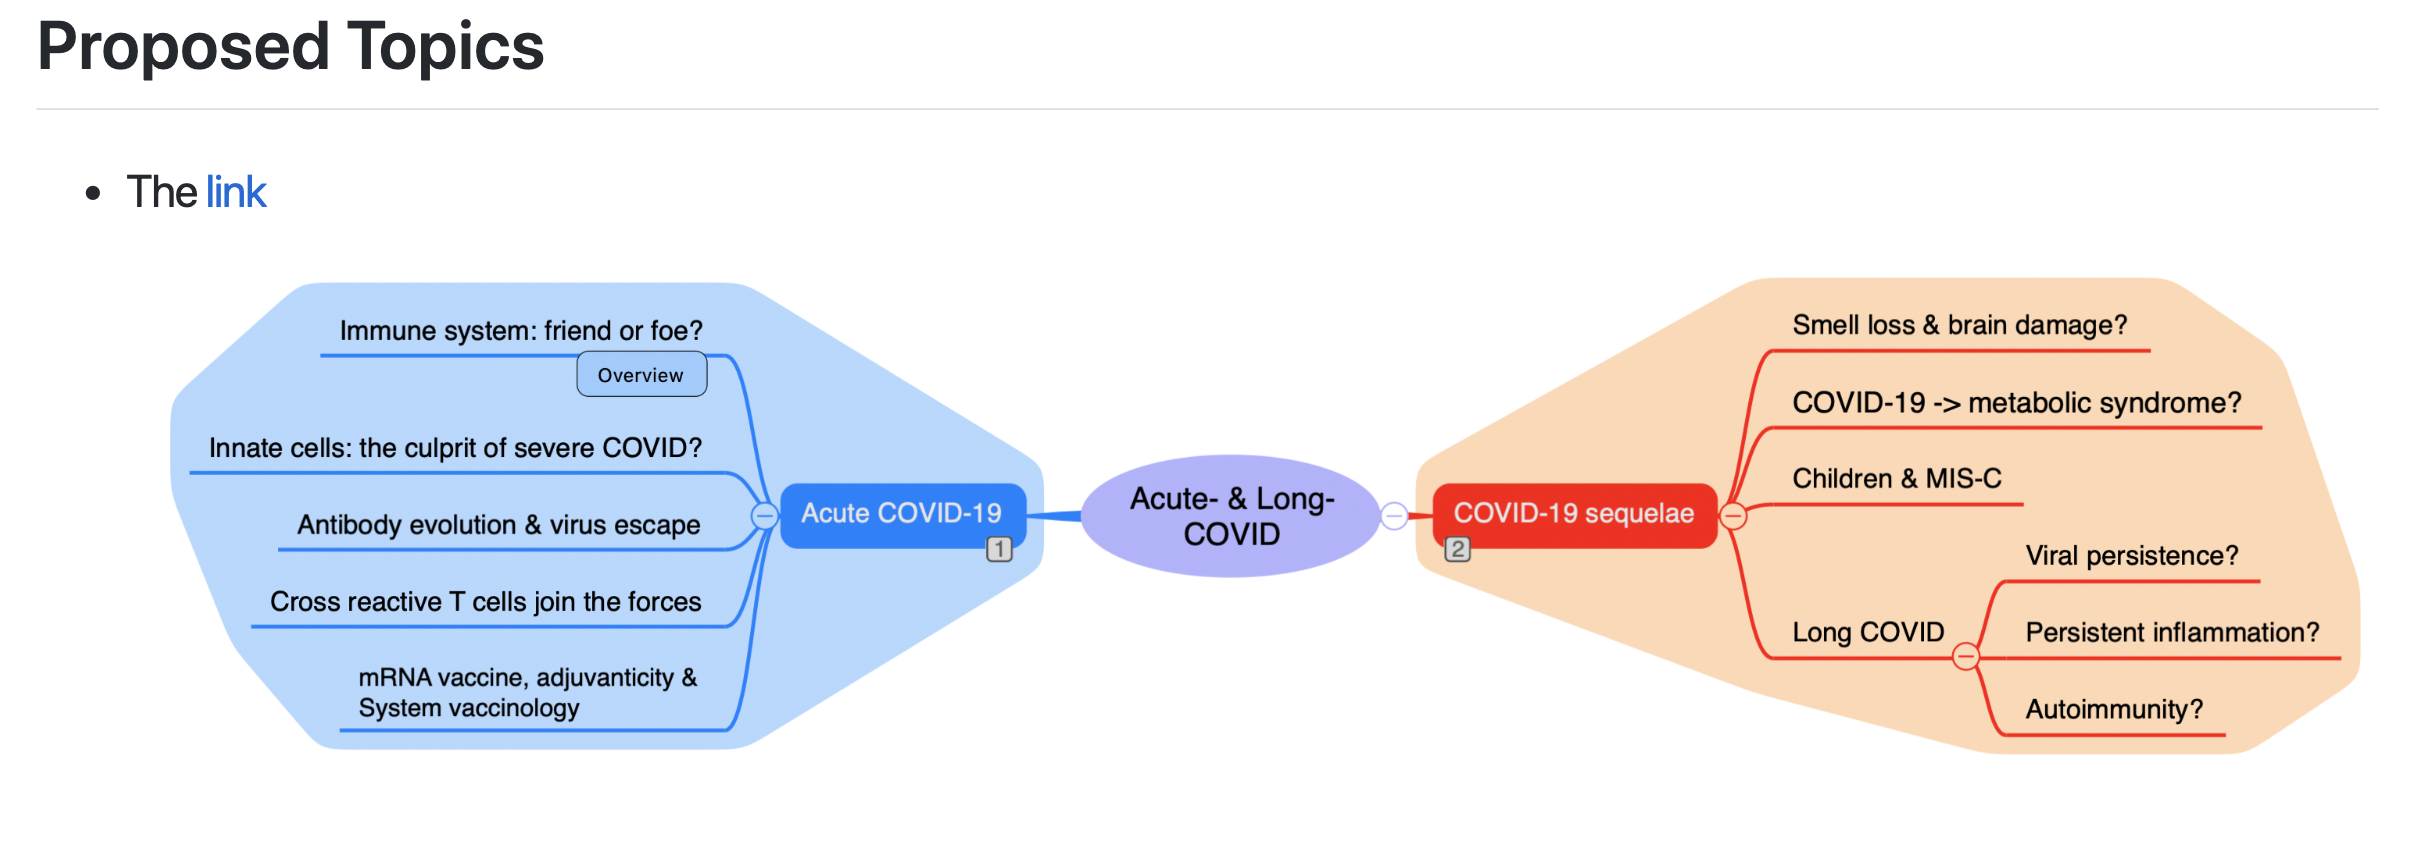 Proposed Topics
The link
Immune system: friend or foe?
Overview
Innate cells: the culprit of severe COVID?
Antibody evolution & virus escape
Cross reactive T cells join the forces
mRNA vaccine, adjuvanticity &
System vaccinology
Acute COVID-19
1
Acute- & Long-
COVID
COVID-19 sequelae
2
Smell loss & brain damage?
COVID-19 -> metabolic syndrome?
Children & MIS-C
Long COVID
Viral persistence?
Persistent inflammation?
Autoimmunity?